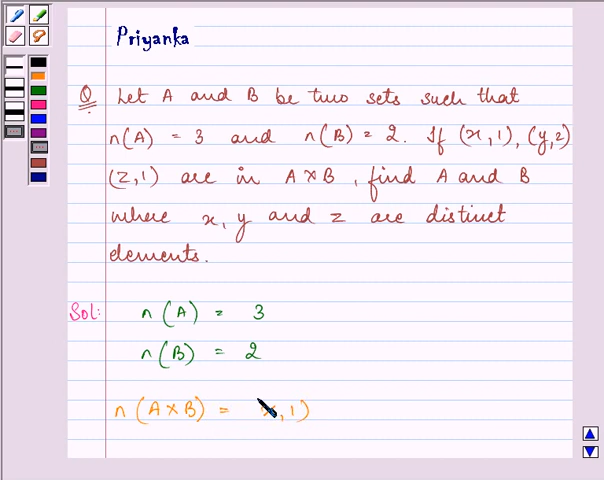 Priyanka
Q Let A and B be two sets such that
n(A) = 3 and n(B) = 2. If (x,1), (y,2)
(z,1) are in A×B, find A and B
where x, y and z are distinct
elements.
Sol: n(A) = 3
n(B) = 2
n(A×B) = x,1)